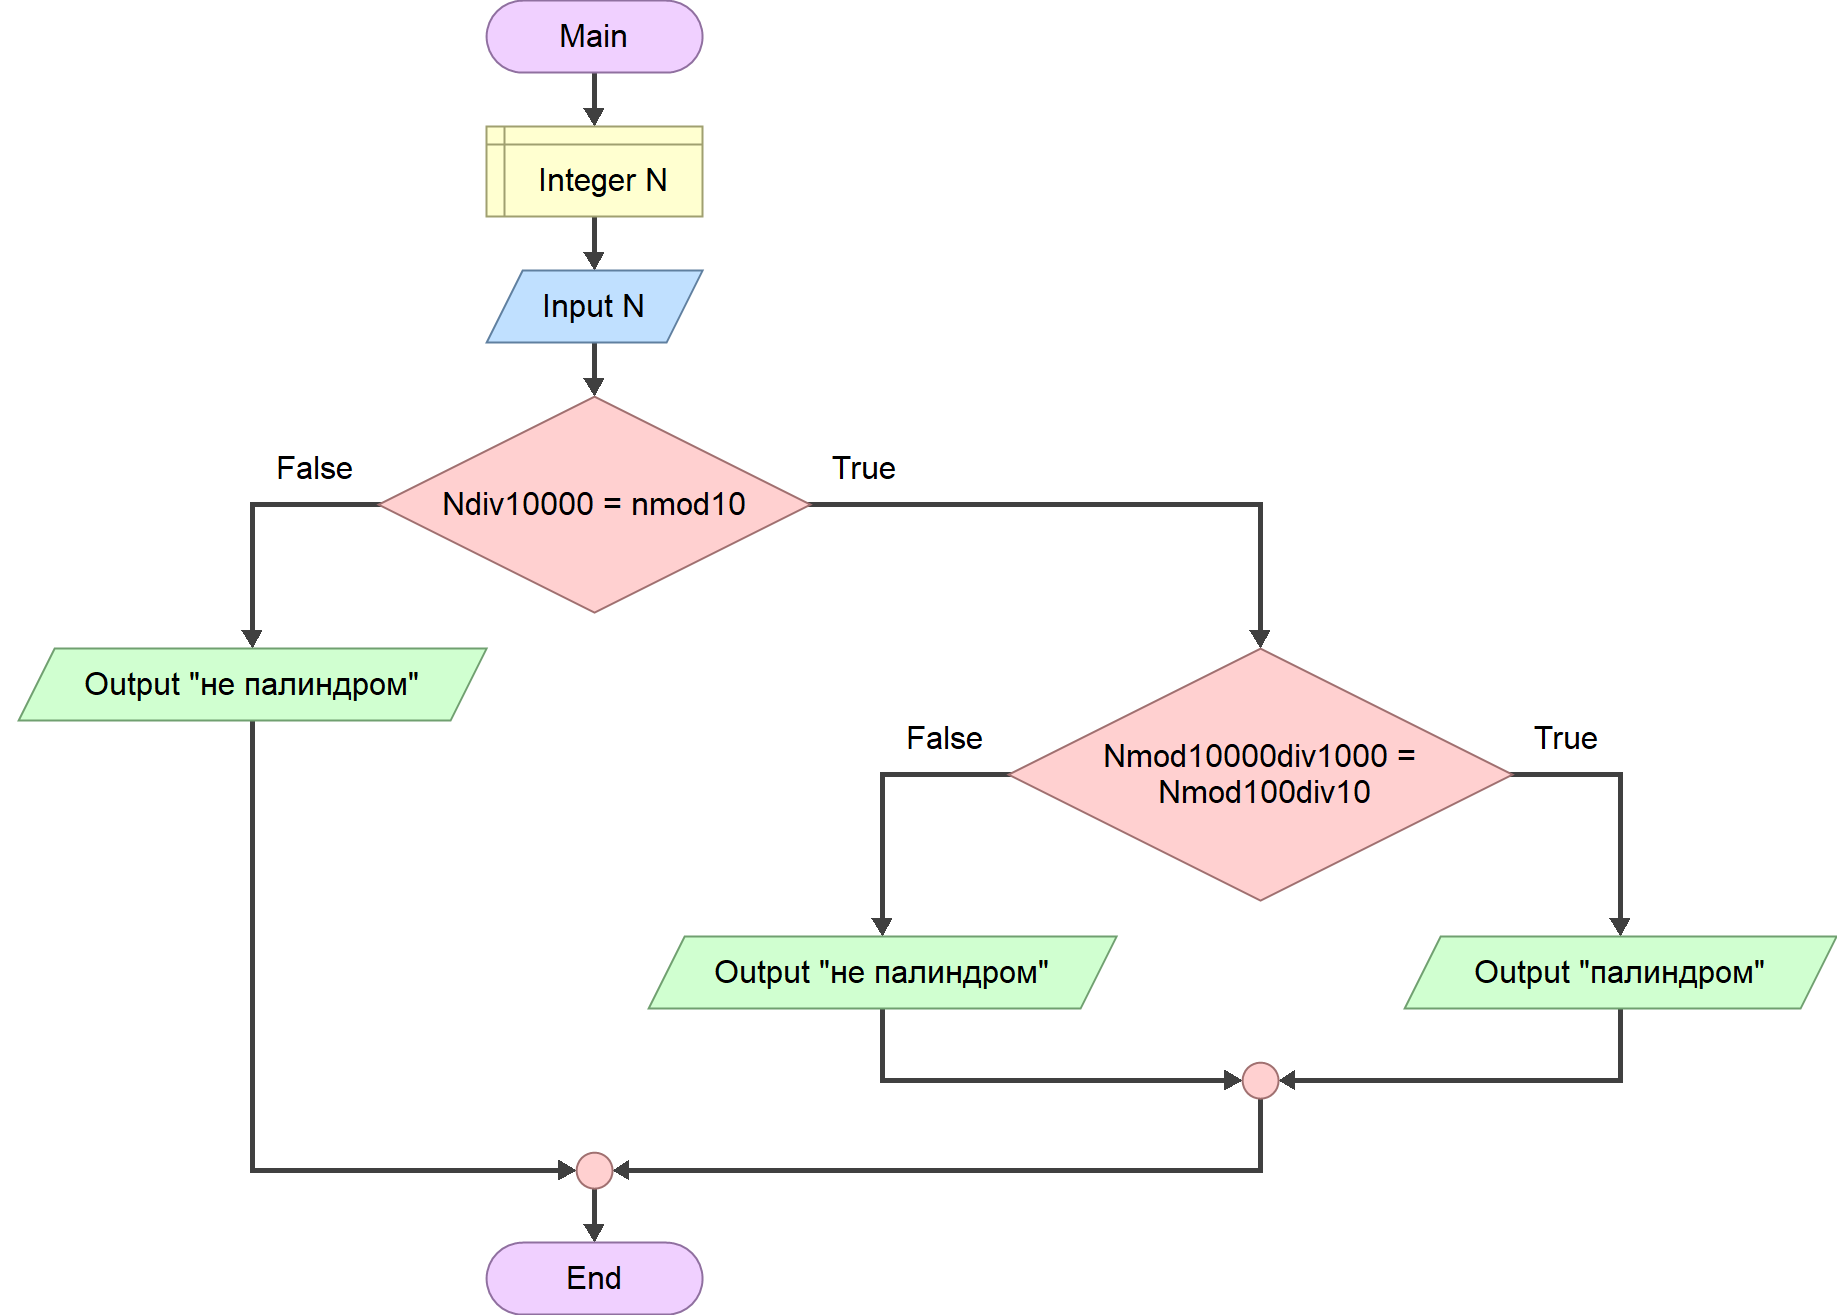 Main
Integer N
Input N
False
True
Ndiv10000 = nmod10
Output "не палиндром"
False
True
Nmod10000div1000 =
Nmod100div10
Output "не палиндром"
Output "палиндром"
End